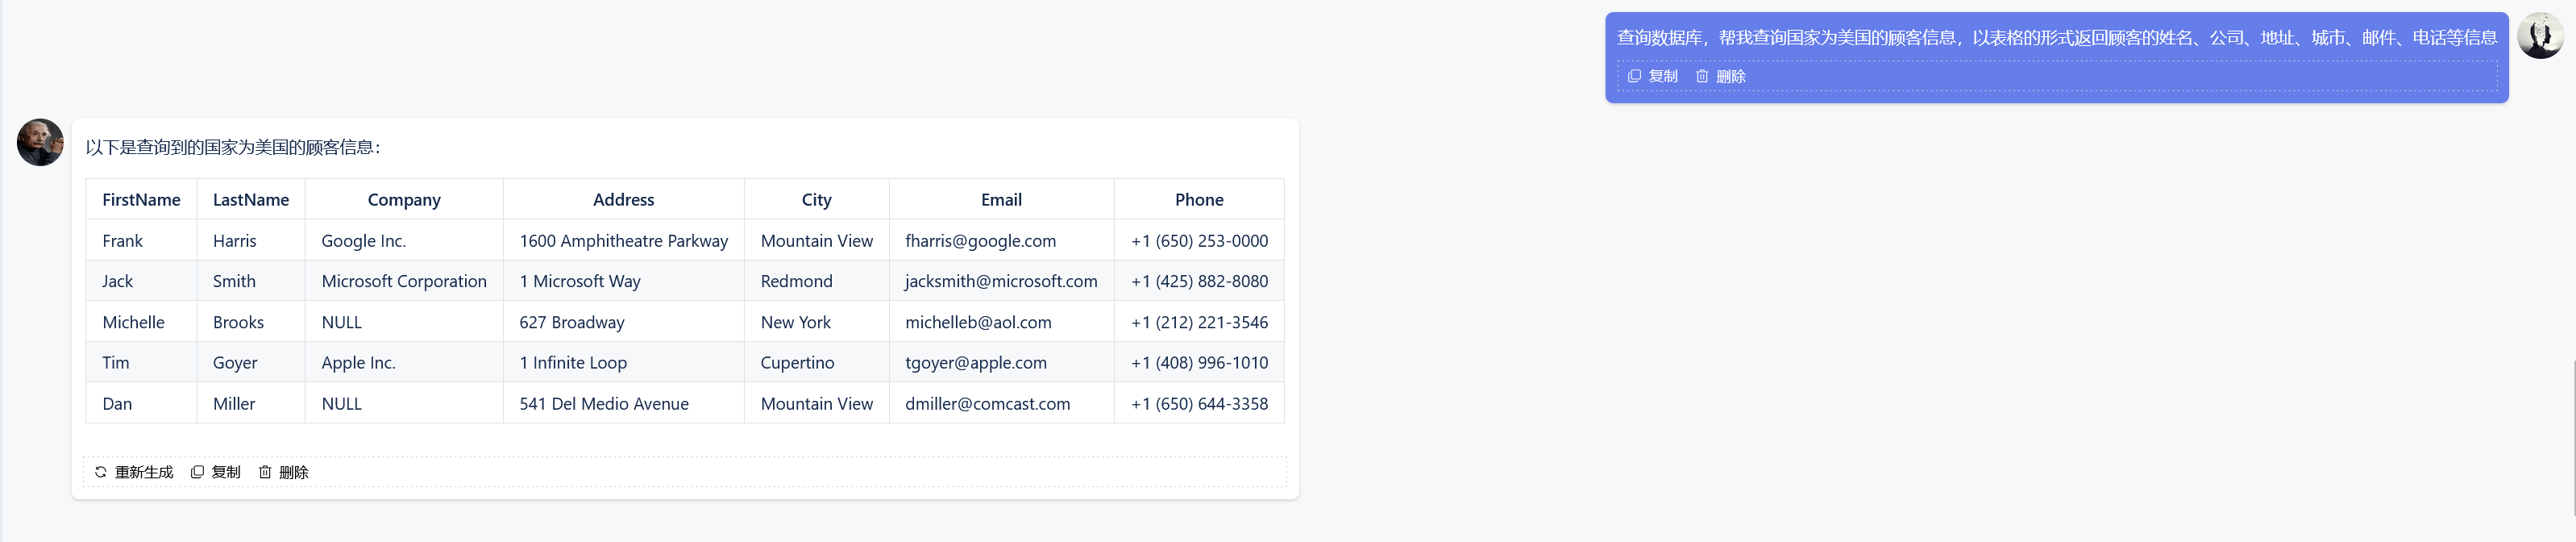 查询数据库，帮我查询国家为美国的顾客信息，以表格的形式返回顾客的姓名、公司、地址、城市、邮件、电话等信息
复制 删除
以下是查询到的国家为美国的顾客信息：
FirstName LastName Company Address City Email Phone
Frank Harris Google Inc. 1600 Amphitheatre Parkway Mountain View fharris@google.com +1 (650) 253-0000
Jack Smith Microsoft Corporation 1 Microsoft Way Redmond jacksmith@microsoft.com +1 (425) 882-8080
Michelle Brooks NULL 627 Broadway New York michelleb@aol.com +1 (212) 221-3546
Tim Goyer Apple Inc. 1 Infinite Loop Cupertino tgoyer@apple.com +1 (408) 996-1010
Dan Miller NULL 541 Del Medio Avenue Mountain View dmiller@comcast.com +1 (650) 644-3358
重新生成 复制 删除